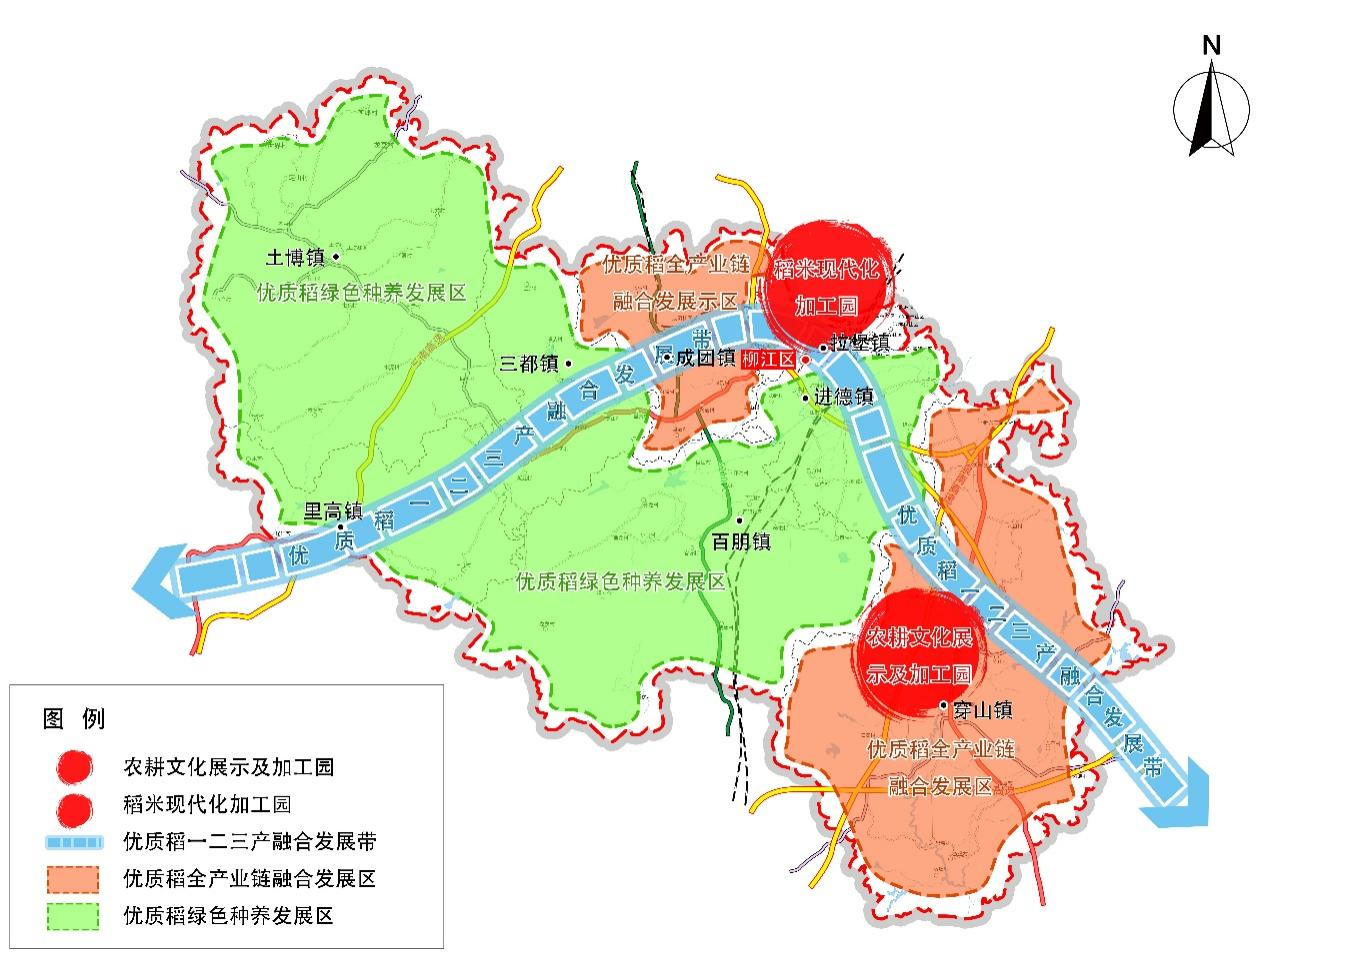 N
土博镇
优质稻绿色种养发展区
优质稻全产业链
融合发展示区
稻米现代化
加工园
三都镇
成团镇
柳江区
拉堡镇
进德镇
里高镇
百朋镇
优质稻绿色种养发展区
优质稻一二三产融合发展带
优质稻一二三产融合发展带
农耕文化展
示及加工园
穿山镇
优质稻全产业链
融合发展区
图 例
农耕文化展示及加工园
稻米现代化加工园
优质稻一二三产融合发展带
优质稻全产业链融合发展区
优质稻绿色种养发展区